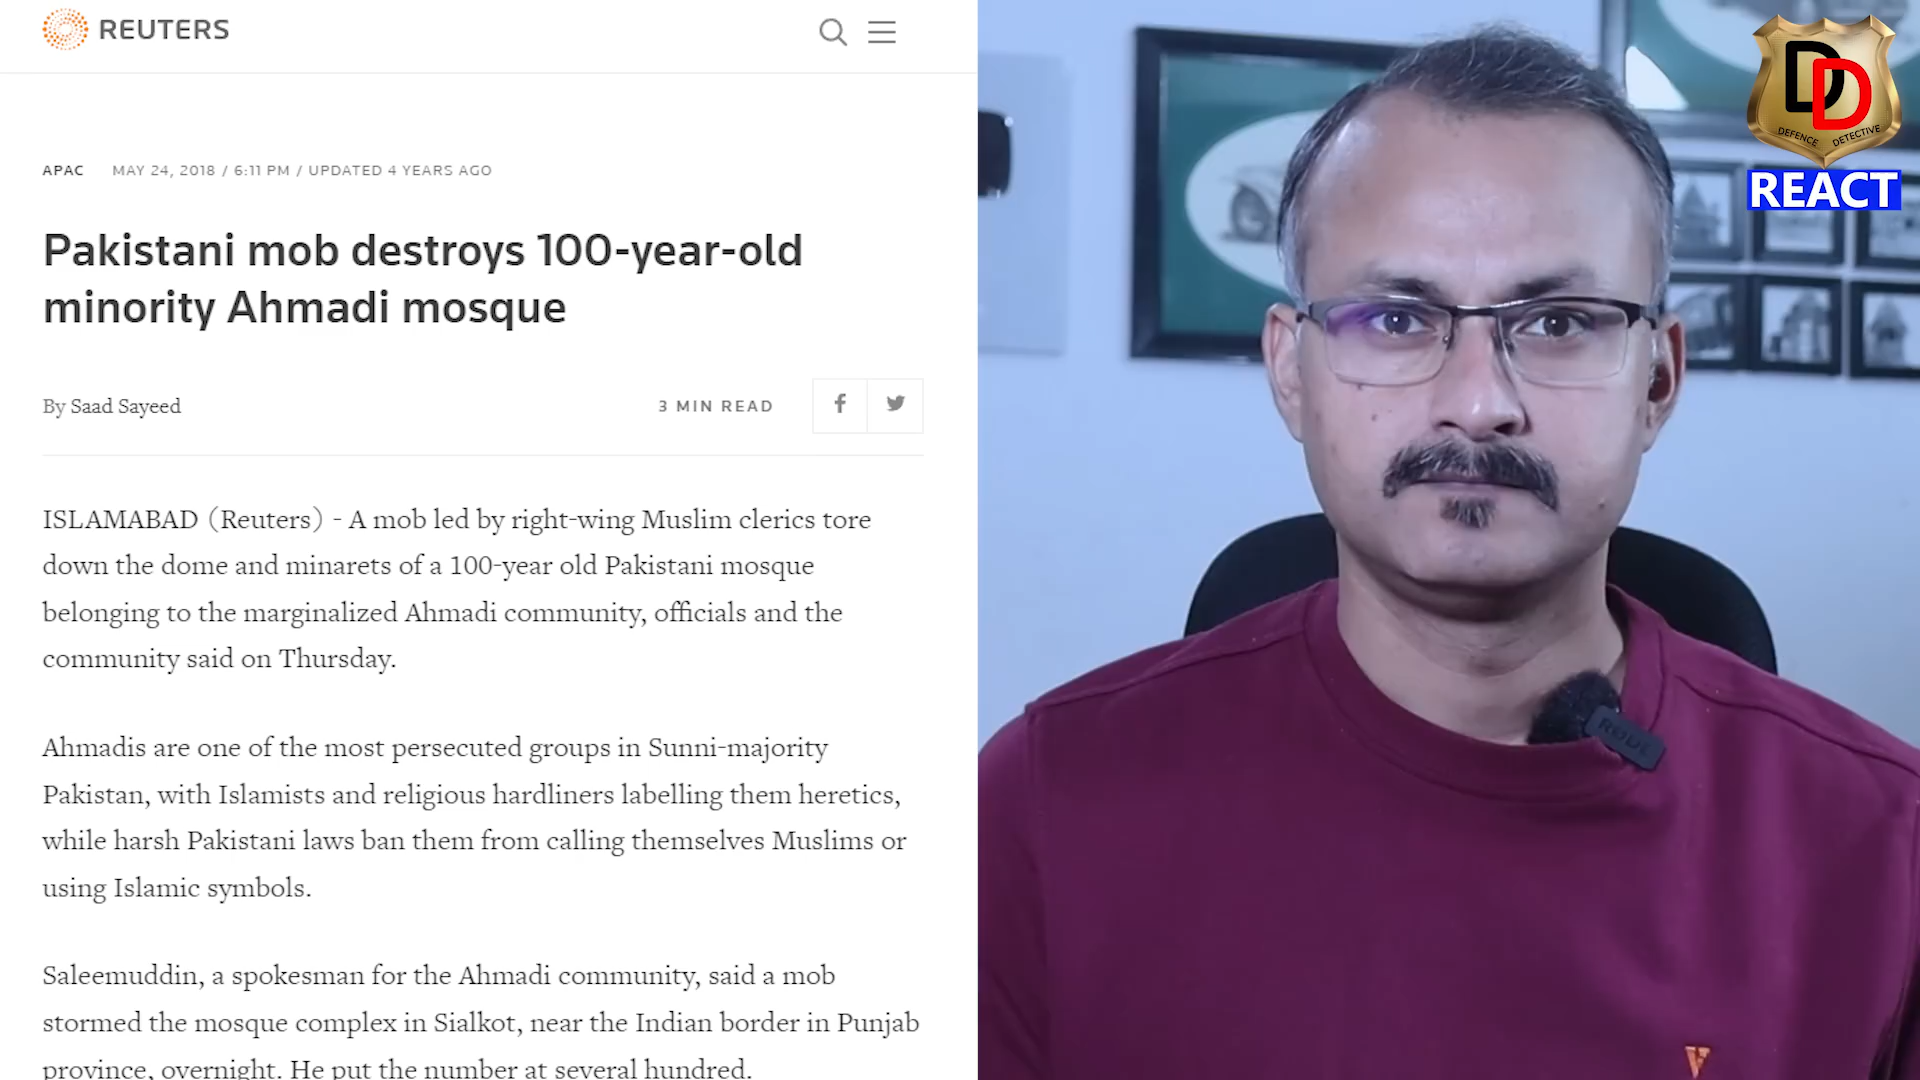 REUTERS
APAC MAY 24, 2018 / 6:11 PM / UPDATED 4 YEARS AGO
Pakistani mob destroys 100-year-old
minority Ahmadi mosque
By Saad Sayeed
3 MIN READ
ISLAMABAD (Reuters) - A mob led by right-wing Muslim clerics tore
down the dome and minarets of a 100-year old Pakistani mosque
belonging to the marginalized Ahmadi community, officials and the
community said on Thursday.
Ahmadis are one of the most persecuted groups in Sunni-majority
Pakistan, with Islamists and religious hardliners labelling them heretics,
while harsh Pakistani laws ban them from calling themselves Muslims or
using Islamic symbols.
Saleemuddin, a spokesman for the Ahmadi community, said a mob
stormed the mosque complex in Sialkot, near the Indian border in Punjab
province, overnight. He put the number at several hundred.
DD
DEFENCE DETECTIVE
REACT
RØDE